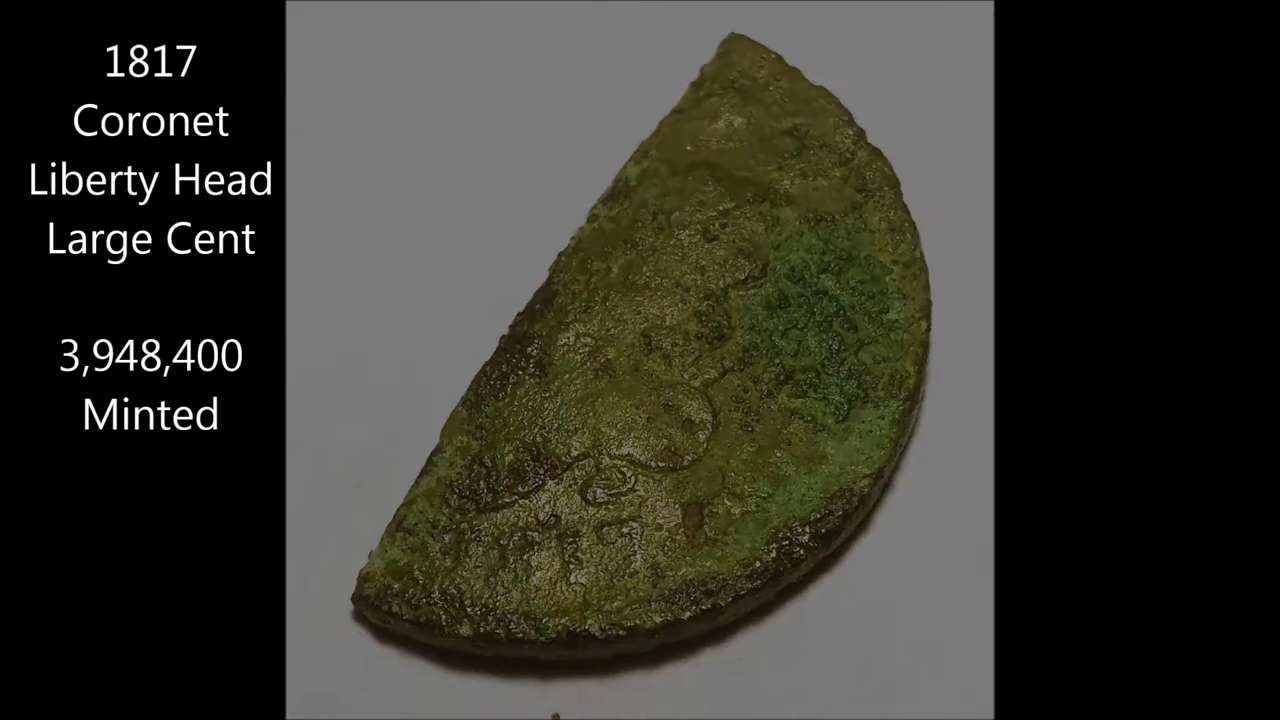 1817
Coronet
Liberty Head
Large Cent
3,948,400
Minted